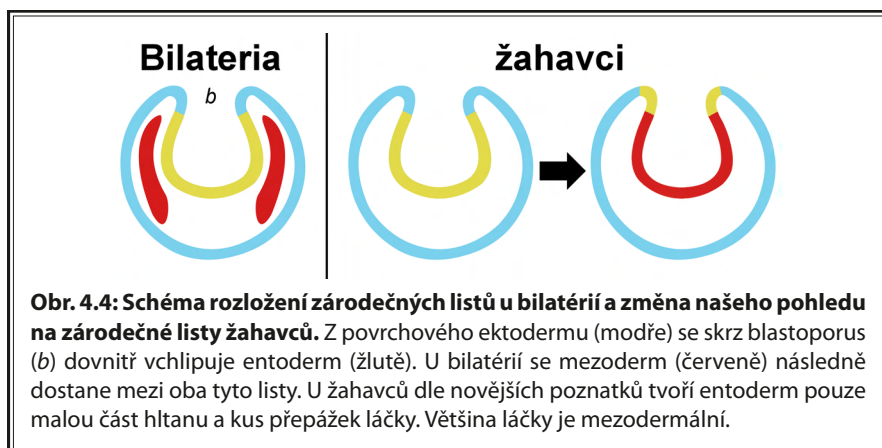 Bilateria
žahavci
b
Obr. 4.4: Schéma rozložení zárodečných listů u bilatérií a změna našeho pohledu
na zárodečné listy žahavců. Z povrchového ektodermu (modře) se skrz blastoporus
(b) dovnitř vchlipuje entoderm (žlutě). U bilatérií se mezoderm (červeně) následně
dostane mezi oba tyto listy. U žahavců dle novějších poznatků tvoří entoderm pouze
malou část hltanu a kus přepážek láčky. Většina láčky je mezodermální.